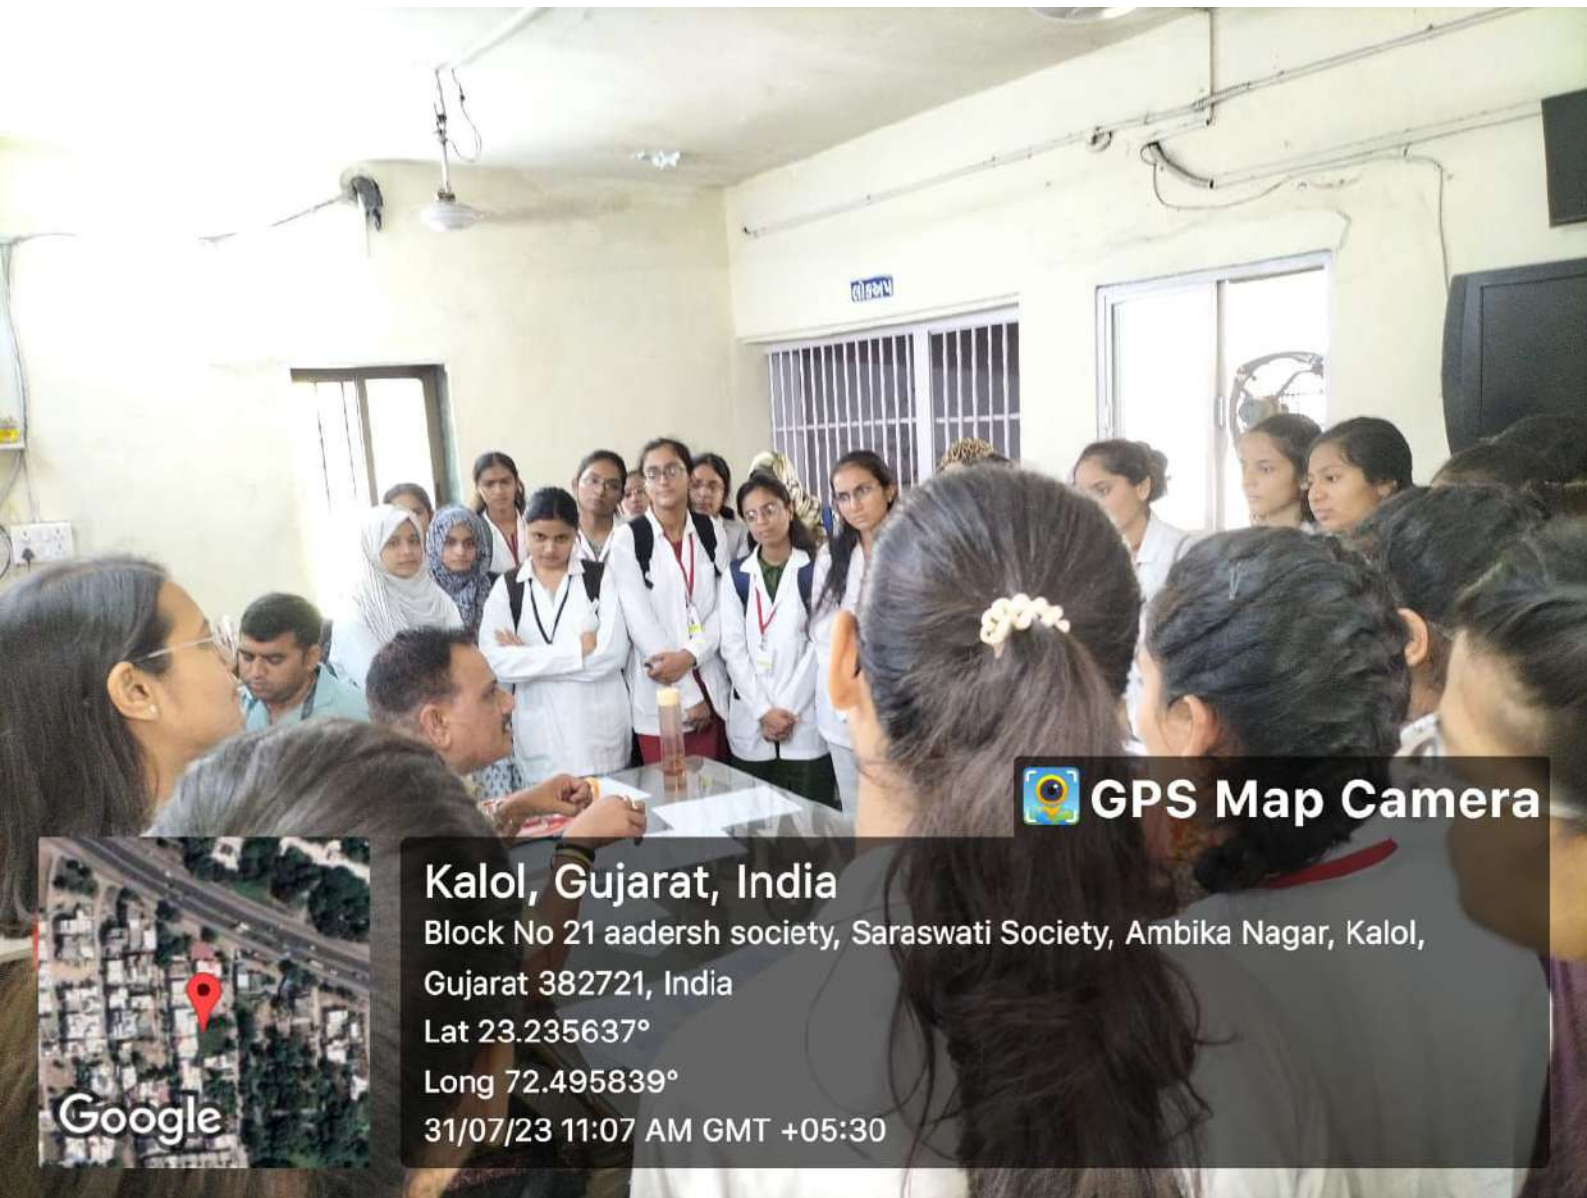 લોકઅપ
GPS Map Camera
Kalol, Gujarat, India
Block No 21 aadersh society, Saraswati Society, Ambika Nagar, Kalol,
Gujarat 382721, India
Lat 23.235637°
Long 72.495839°
31/07/23 11:07 AM GMT +05:30
Google